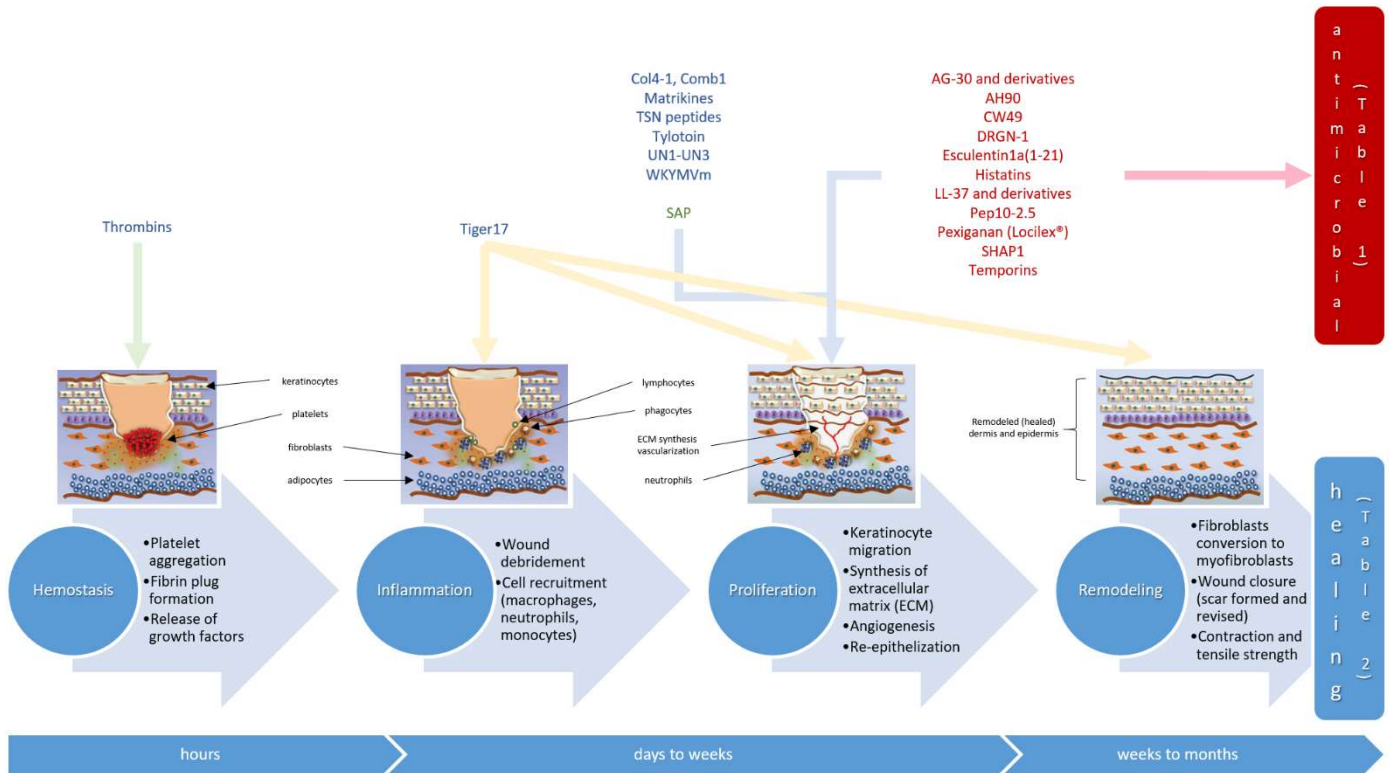 Col4-1, Comb1
Matrikines
TSN peptides
Tylotoin
UN1-UN3
WKYMVm
SAP
AG-30 and derivatives
AH90
CW49
DRGN-1
Esculentin1a(1-21)
Histatins
LL-37 and derivatives
Pep10-2.5
Pexiganan (Locilex®)
SHAP1
Temporins
antimicrobial
(Table 1)
Thrombins
Tiger17
keratinocytes
platelets
fibroblasts
adipocytes
lymphocytes
phagocytes
ECM synthesis
vascularization
neutrophils
Remodeled (healed)
dermis and epidermis
Hemostasis
•Platelet
aggregation
•Fibrin plug
formation
•Release of
growth factors
Inflammation
•Wound
debridement
•Cell recruitment
(macrophages,
neutrophils,
monocytes)
Proliferation
•Keratinocyte
migration
•Synthesis of
extracellular
matrix (ECM)
•Angiogenesis
•Re-epithelization
Remodeling
•Fibroblasts
conversion to
myofibroblasts
•Wound closure
(scar formed and
revised)
•Contraction and
tensile strength
healing
(Table 2)
hours
days to weeks
weeks to months